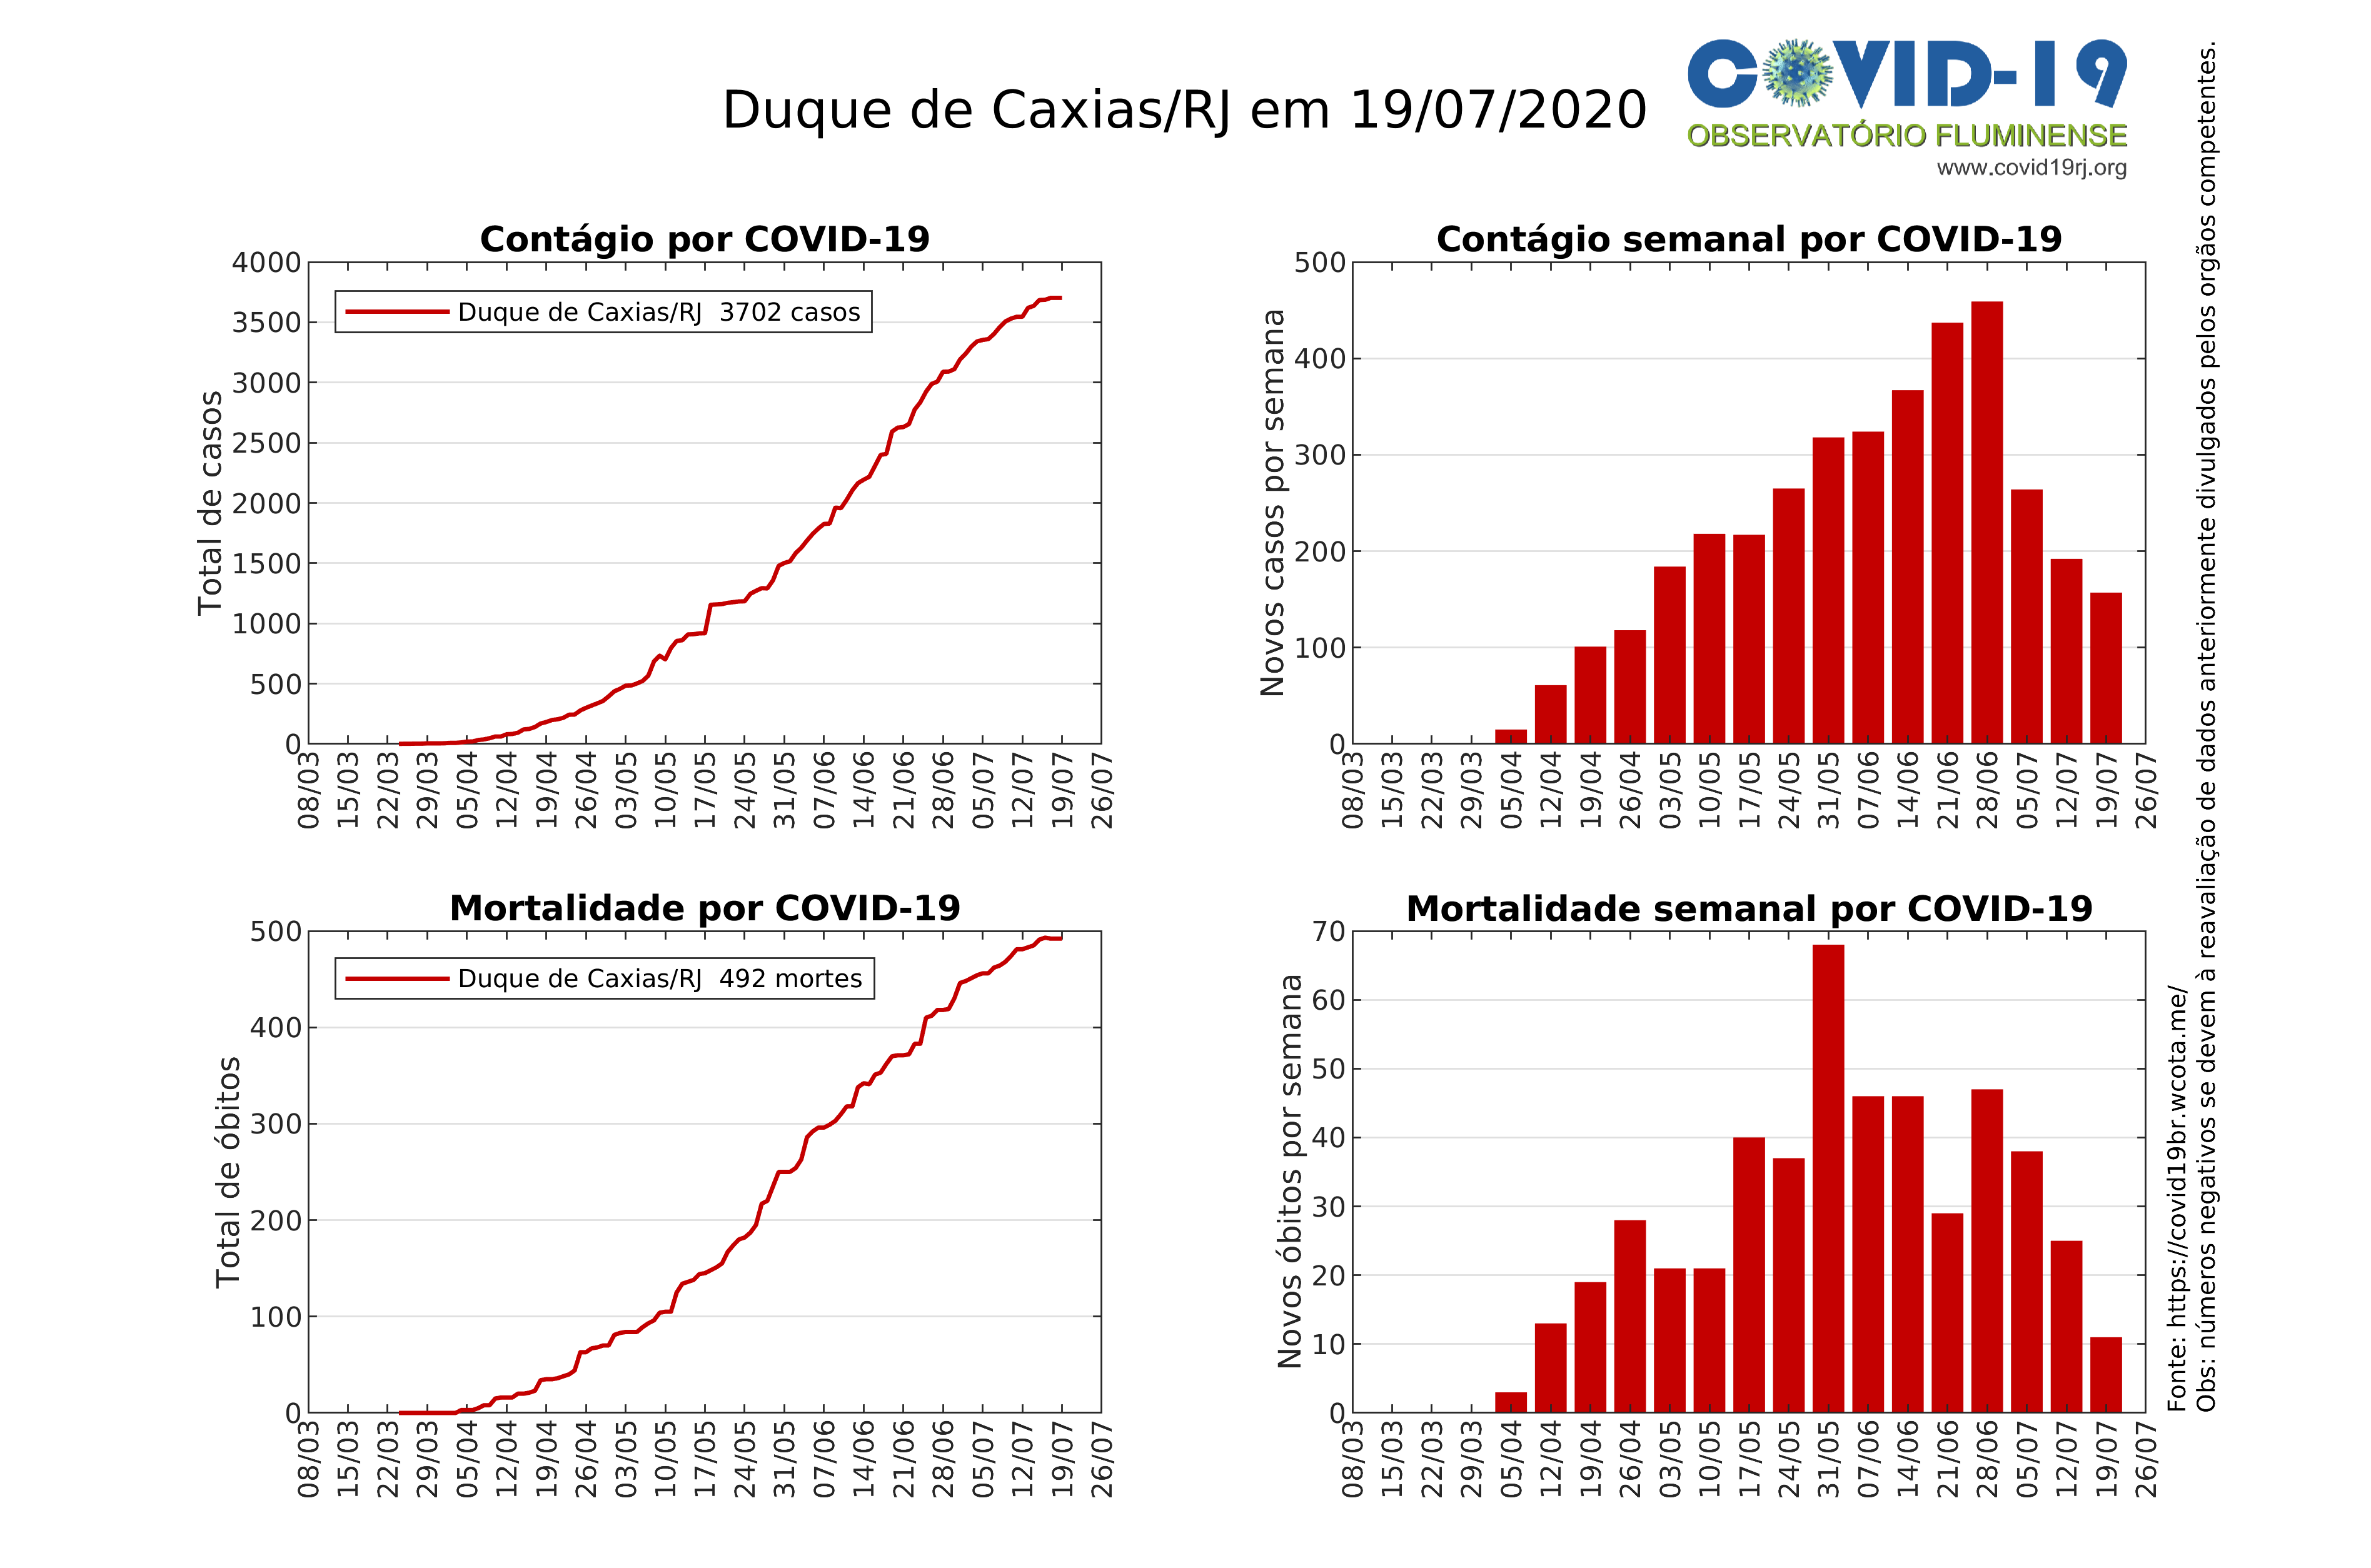 Duque de Caxias/RJ em 19/07/2020
COVID-19
OBSERVATÓRIO FLUMINENSE
www.covid19rj.org
Contágio por COVID-19
Total de casos
4000
3500
3000
2500
2000
1500
1000
500
0
Duque de Caxias/RJ 3702 casos
08/03 15/03 22/03 29/03 05/04 12/04 19/04 26/04 03/05 10/05 17/05 24/05 31/05 07/06 14/06 21/06 28/06 05/07 12/07 19/07 26/07
Contágio semanal por COVID-19
Novos casos por semana
500
400
300
200
100
0
08/03 15/03 22/03 29/03 05/04 12/04 19/04 26/04 03/05 10/05 17/05 24/05 31/05 07/06 14/06 21/06 28/06 05/07 12/07 19/07 26/07
Mortalidade por COVID-19
Total de óbitos
500
400
300
200
100
0
Duque de Caxias/RJ 492 mortes
08/03 15/03 22/03 29/03 05/04 12/04 19/04 26/04 03/05 10/05 17/05 24/05 31/05 07/06 14/06 21/06 28/06 05/07 12/07 19/07 26/07
Mortalidade semanal por COVID-19
Novos óbitos por semana
70
60
50
40
30
20
10
0
08/03 15/03 22/03 29/03 05/04 12/04 19/04 26/04 03/05 10/05 17/05 24/05 31/05 07/06 14/06 21/06 28/06 05/07 12/07 19/07 26/07
Fonte: https://covid19br.wcota.me/
Obs: números negativos se devem à reavaliação de dados anteriormente divulgados pelos orgãos competentes.